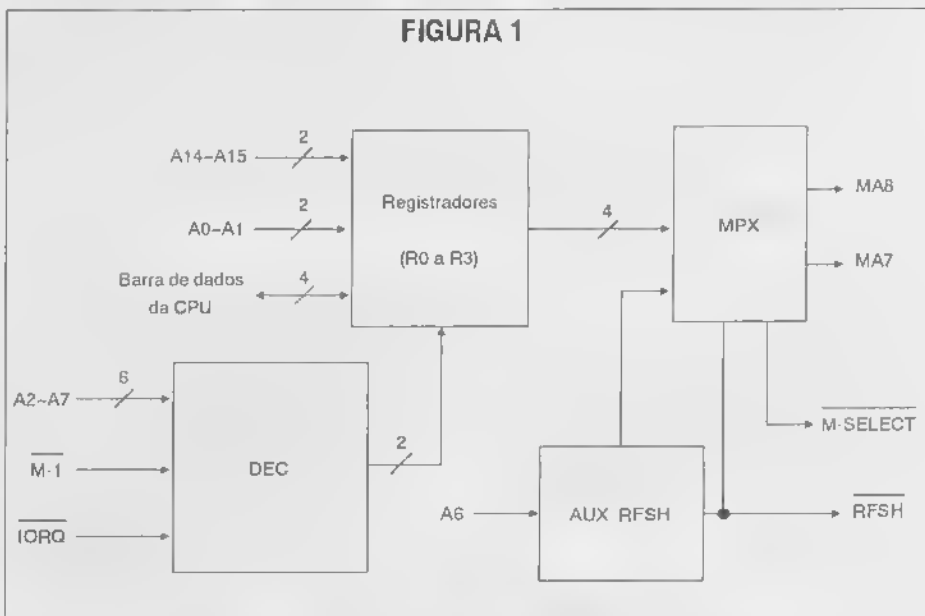 FIGURA 1
A14-A15
2
A0-A1
2
Barra de dados
da CPU
4
Registradores
(R0 a R3)
4
MPX
MA8
MA7
A2~A7
6
M-1
IORQ
DEC
2
A6
AUX RFSH
M-SELECT
RFSH